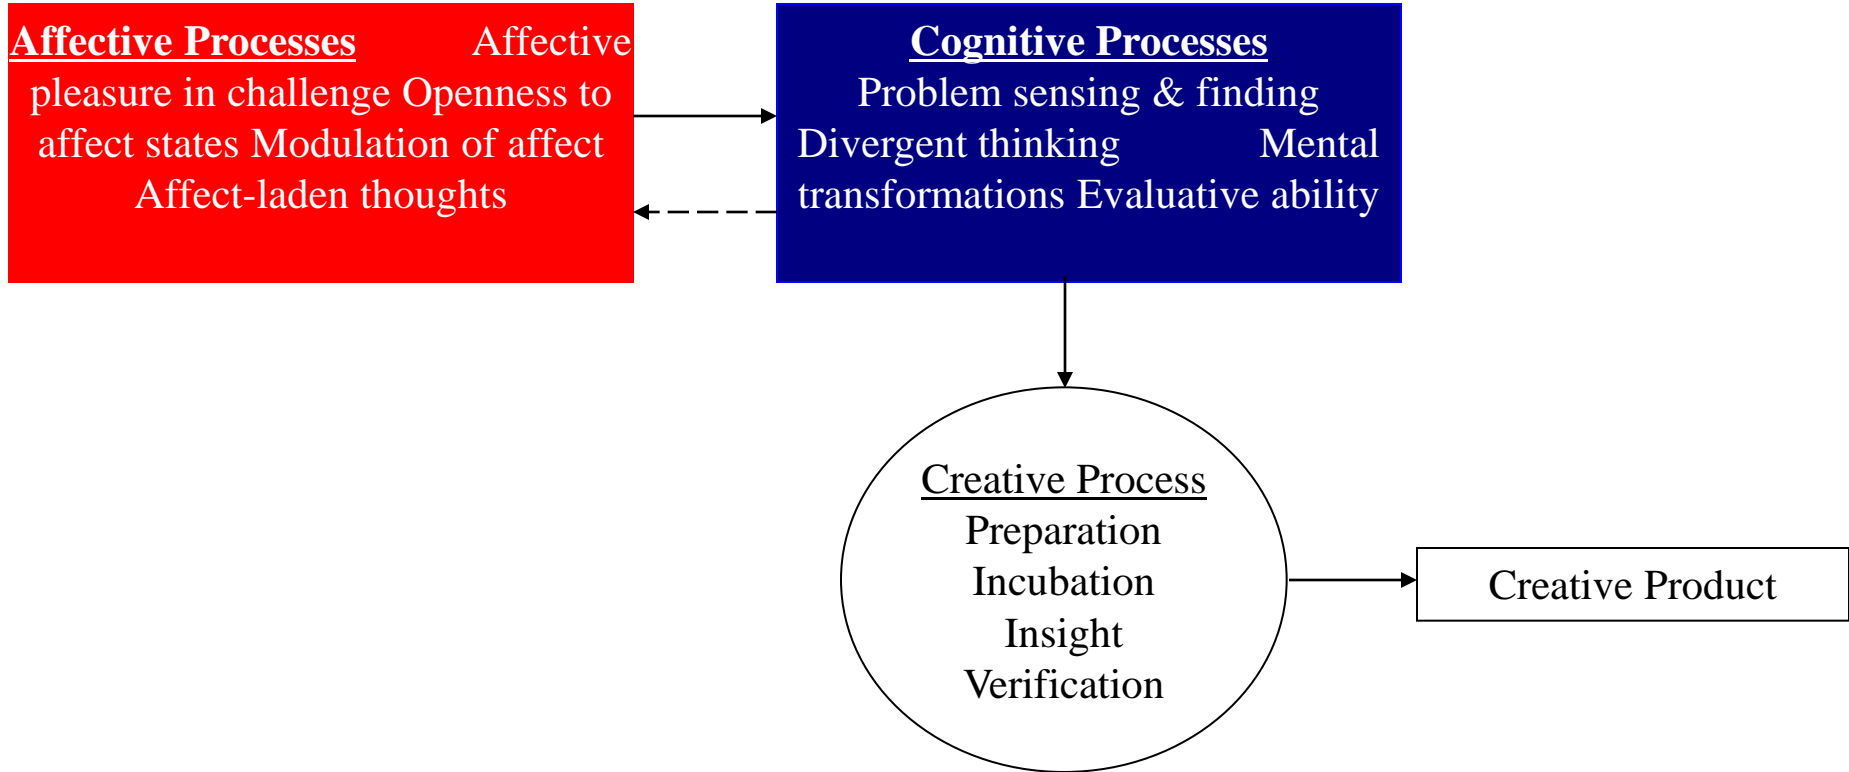 Affective Processes Affective
pleasure in challenge Openness to
affect states Modulation of affect
Affect-laden thoughts
Cognitive Processes
Problem sensing & finding
Divergent thinking Mental
transformations Evaluative ability
Creative Process
Preparation
Incubation
Insight
Verification
Creative Product